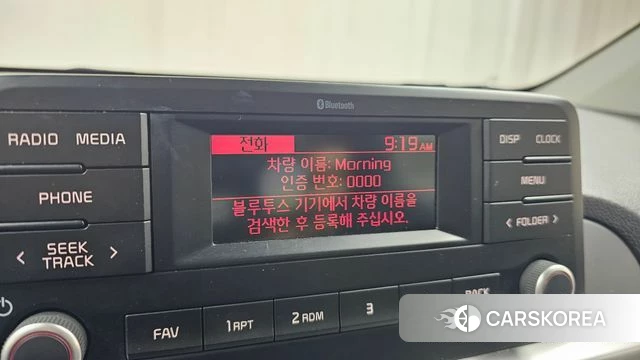 Bluetooth
RADIO MEDIA
전화 9:19 AM
DISP CLOCK
차량 이름: Morning
인증 번호: 0000
블루투스 기기에서 차량 이름을
검색한 후 등록해 주십시오.
PHONE
MENU
< SEEK TRACK >
< FOLDER >
FAV 1 RPT 2 RDM 3
BACK
CARSKOREA